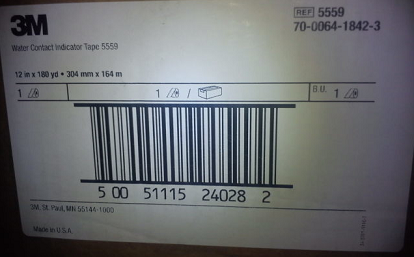 3M
REF 5559
70-0064-1842-3
Water Contact Indicator Tape 5559
12 in x 180 yd • 304 mm x 164 m
1
1 /
B.U. 1
5 00 51115 24028 2
3M, St. Paul, MN 55144-1000
Made in U.S.A.